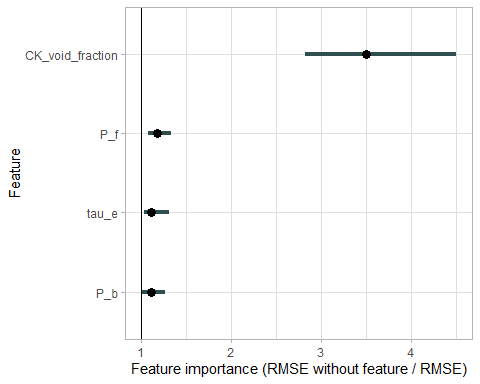 CK_void_fraction
P_f
tau_e
P_b
Feature
1 2 3 4
Feature importance (RMSE without feature / RMSE)